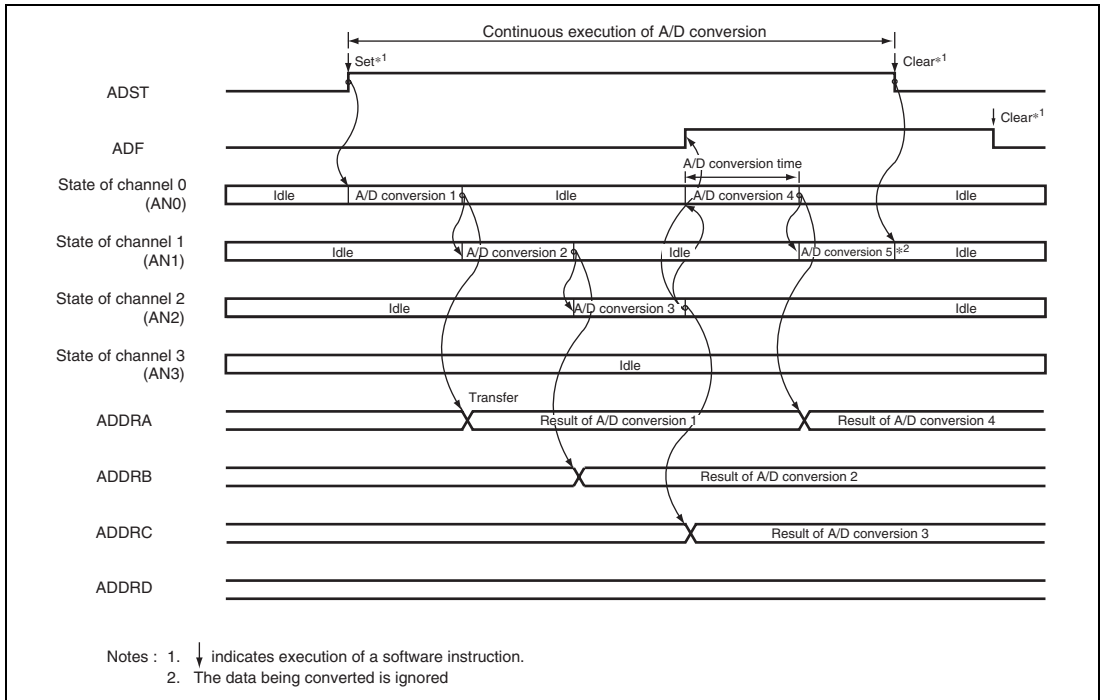 Continuous execution of A/D conversion
Set*1
Clear*1
ADST
Clear*1
ADF
A/D conversion time
State of channel 0
(AN0)
Idle
A/D conversion 1
Idle
A/D conversion 4
Idle
State of channel 1
(AN1)
Idle
A/D conversion 2
Idle
A/D conversion 5 *2
Idle
State of channel 2
(AN2)
Idle
A/D conversion 3
Idle
State of channel 3
(AN3)
Idle
Transfer
ADDRA
Result of A/D conversion 1
Result of A/D conversion 4
ADDRB
Result of A/D conversion 2
ADDRC
Result of A/D conversion 3
ADDRD
Notes : 1. ↓ indicates execution of a software instruction.
2. The data being converted is ignored